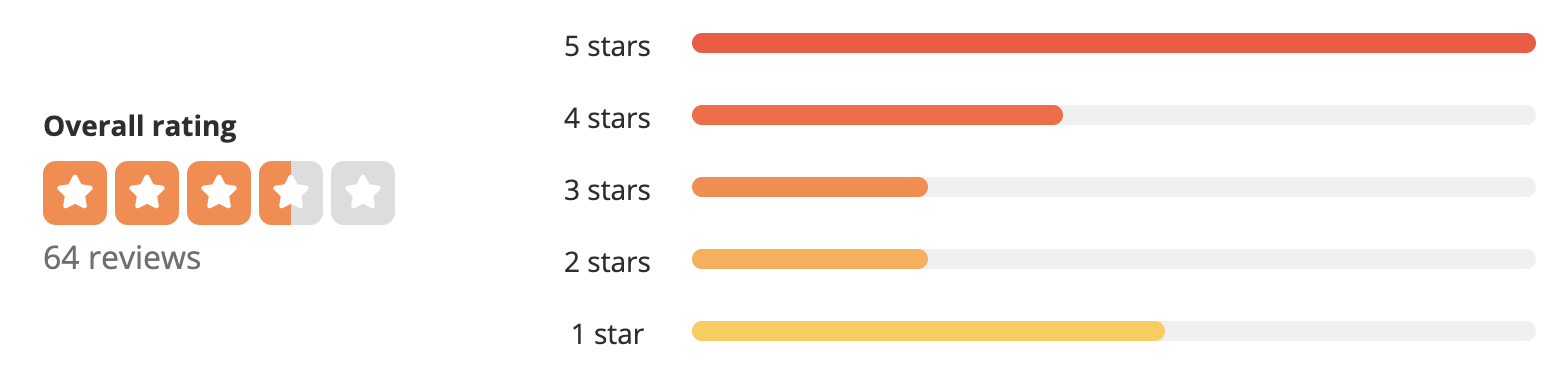 Overall rating
64 reviews
5 stars
4 stars
3 stars
2 stars
1 star